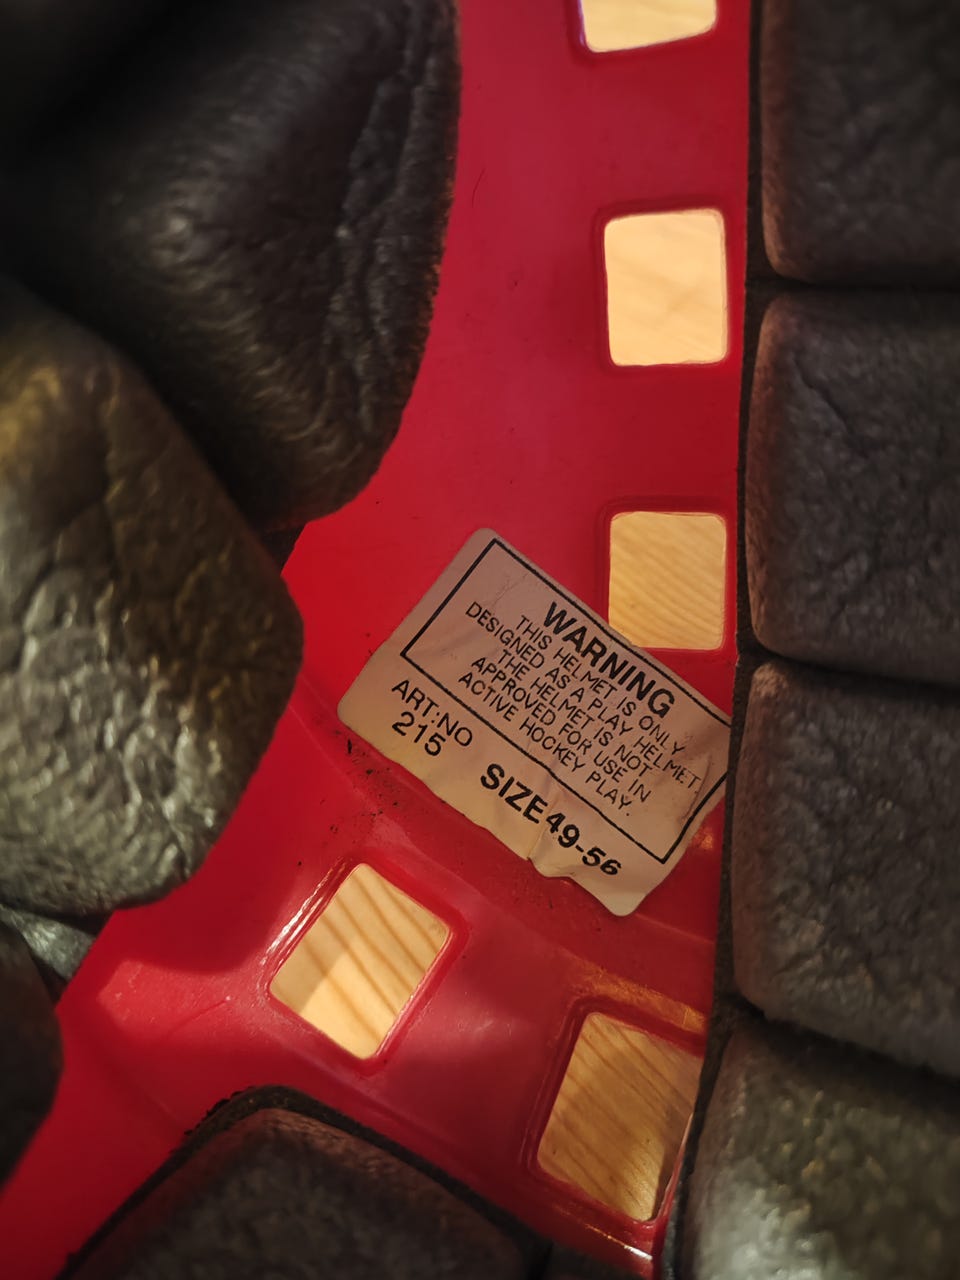 WARNING
THIS HELMET IS ONLY
DESIGNED AS A PLAY HELMET.
THE HELMET IS NOT
APPROVED FOR USE IN
ACTIVE HOCKEY PLAY.
ART:NO
215
SIZE 49-56